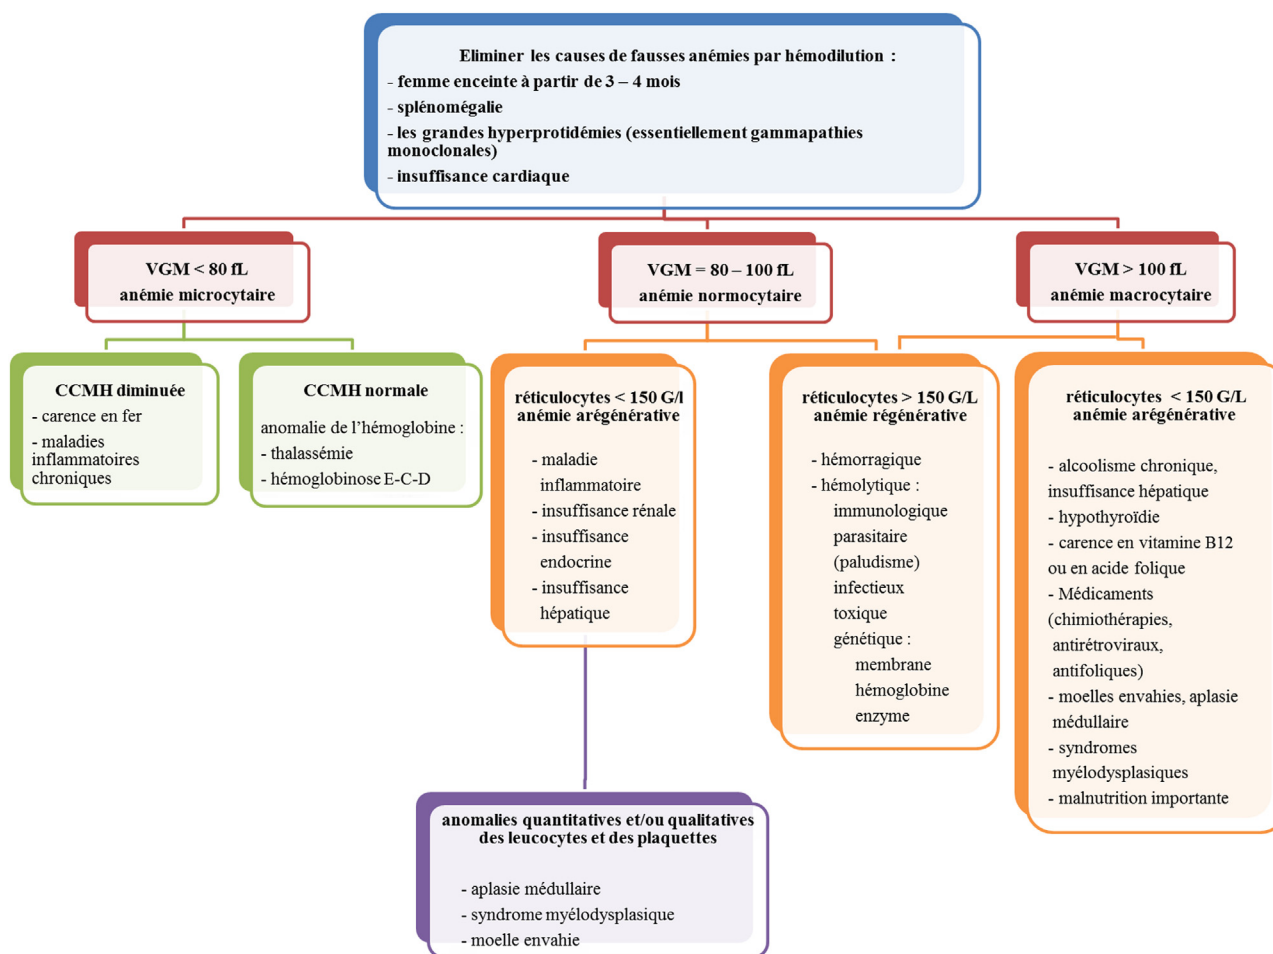 Eliminer les causes de fausses anémies par hémodilution :
- femme enceinte à partir de 3 – 4 mois
- splénomégalie
- les grandes hyperprotidémies (essentiellement gammapathies
monoclonales)
- insuffisance cardiaque
VGM < 80 fL
anémie microcytaire
VGM = 80 – 100 fL
anémie normocytaire
VGM > 100 fL
anémie macrocytaire
CCMH diminuée
- carence en fer
- maladies
inflammatoires
chroniques
CCMH normale
anomalie de l’hémoglobine :
- thalassémie
- hémoglobinose E-C-D
réticulocytes < 150 G/l
anémie arégénérative
- maladie
inflammatoire
- insuffisance rénale
- insuffisance
endocrine
- insuffisance
hépatique
réticulocytes > 150 G/L
anémie régénérative
- hémorragique
- hémolytique :
immunologique
parasitaire
(paludisme)
infectieux
toxique
génétique :
membrane
hémoglobine
enzyme
réticulocytes < 150 G/L
anémie arégénérative
- alcoolisme chronique,
insuffisance hépatique
- hypothyroïdie
- carence en vitamine B12
ou en acide folique
- Médicaments
(chimiothérapies,
antirétroviraux,
antifoliques)
- moelles envahies, aplasie
médullaire
- syndromes
myélodysplasiques
- malnutrition importante
anomalies quantitatives et/ou qualitatives
des leucocytes et des plaquettes
- aplasie médullaire
- syndrome myélodysplasique
- moelle envahie